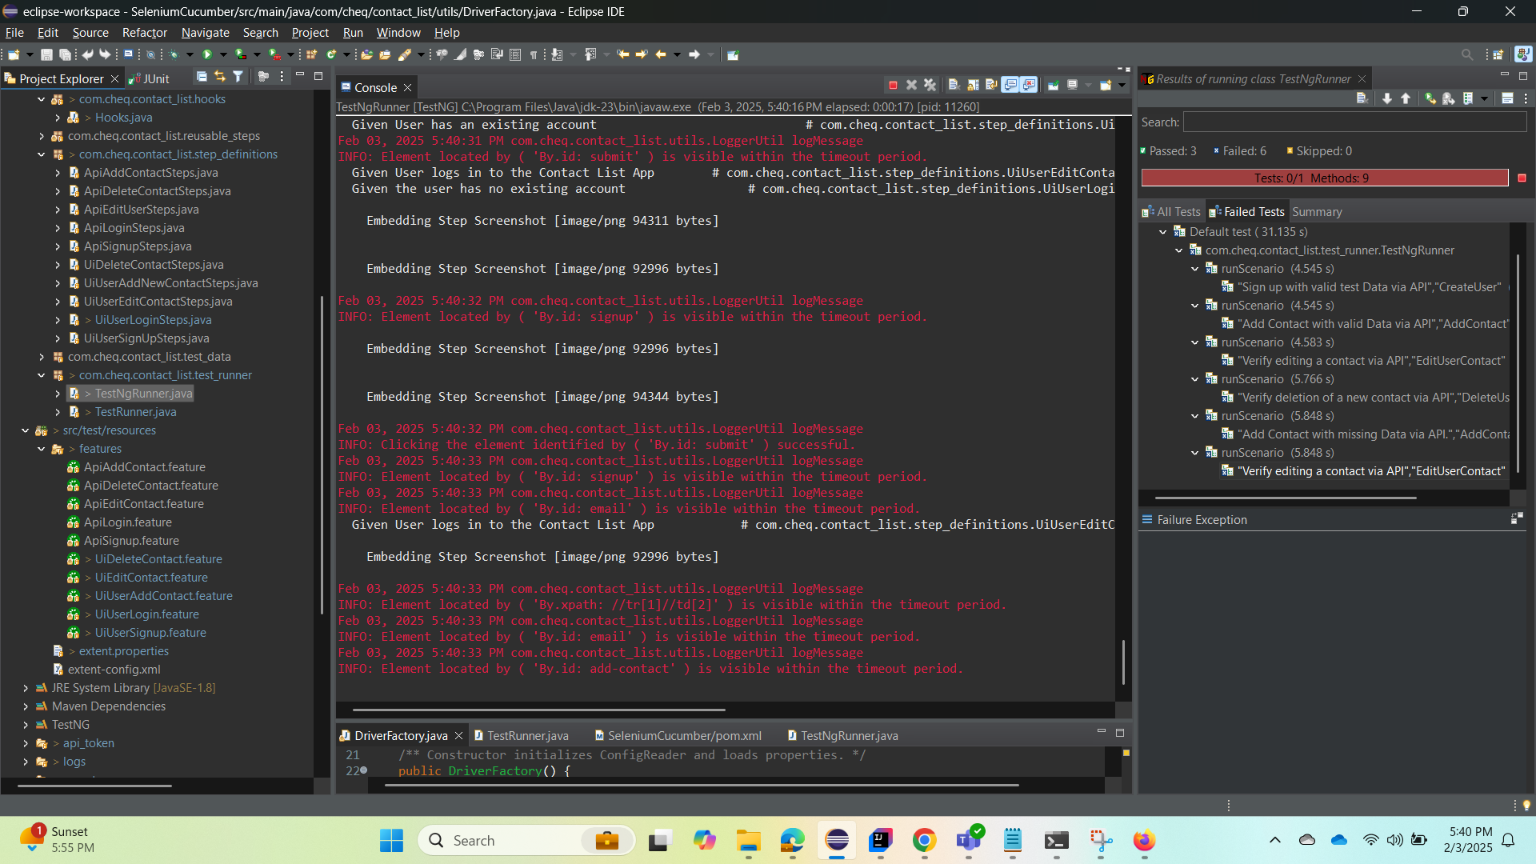 eclipse-workspace - SeleniumCucumber/src/main/java/com/cheq/contact_list/utils/DriverFactory.java - Eclipse IDE
File Edit Source Refactor Navigate Search Project Run Window Help
Project Explorer
JUnit
com.cheq.contact_list.hooks
> Hooks.java
com.cheq.contact_list.reusable_steps
> com.cheq.contact_list.step_definitions
ApiAddContactSteps.java
ApiDeleteContactSteps.java
ApiEditUserSteps.java
ApiLoginSteps.java
ApiSignupSteps.java
UiDeleteContactSteps.java
UiUserAddNewContactSteps.java
UiUserEditContactSteps.java
> UiUserLoginSteps.java
UiUserSignUpSteps.java
com.cheq.contact_list.test_data
> com.cheq.contact_list.test_runner
> TestNgRunner.java
> TestRunner.java
> src/test/resources
> features
ApiAddContact.feature
ApiDeleteContact.feature
ApiEditContact.feature
ApiLogin.feature
ApiSignup.feature
> UiDeleteContact.feature
> UiEditContact.feature
> UiUserAddContact.feature
> UiUserLogin.feature
> UiUserSignup.feature
> extent.properties
extent-config.xml
JRE System Library [JavaSE-1.8]
Maven Dependencies
TestNG
> api_token
> logs
Console
TestNgRunner [TestNG] C:\Program Files\Java\jdk-23\bin\javaw.exe (Feb 3, 2025, 5:40:16 PM elapsed: 0:00:17) [pid: 11260]
Given User has an existing account # com.cheq.contact_list.step_definitions.Ui
Feb 03, 2025 5:40:31 PM com.cheq.contact_list.utils.LoggerUtil logMessage
INFO: Element located by ( 'By.id: submit' ) is visible within the timeout period.
Given User logs in to the Contact List App # com.cheq.contact_list.step_definitions.UiUserEditConta
Given the user has no existing account # com.cheq.contact_list.step_definitions.UiUserLogi
Embedding Step Screenshot [image/png 94311 bytes]
Embedding Step Screenshot [image/png 92996 bytes]
Feb 03, 2025 5:40:32 PM com.cheq.contact_list.utils.LoggerUtil logMessage
INFO: Element located by ( 'By.id: signup' ) is visible within the timeout period.
Embedding Step Screenshot [image/png 92996 bytes]
Embedding Step Screenshot [image/png 94344 bytes]
Feb 03, 2025 5:40:32 PM com.cheq.contact_list.utils.LoggerUtil logMessage
INFO: Clicking the element identified by ( 'By.id: submit' ) successful.
Feb 03, 2025 5:40:33 PM com.cheq.contact_list.utils.LoggerUtil logMessage
INFO: Element located by ( 'By.id: signup' ) is visible within the timeout period.
Feb 03, 2025 5:40:33 PM com.cheq.contact_list.utils.LoggerUtil logMessage
INFO: Element located by ( 'By.id: email' ) is visible within the timeout period.
Given User logs in to the Contact List App # com.cheq.contact_list.step_definitions.UiUserEditC
Embedding Step Screenshot [image/png 92996 bytes]
Feb 03, 2025 5:40:33 PM com.cheq.contact_list.utils.LoggerUtil logMessage
INFO: Element located by ( 'By.xpath: //tr[1]//td[2]' ) is visible within the timeout period.
Feb 03, 2025 5:40:33 PM com.cheq.contact_list.utils.LoggerUtil logMessage
INFO: Element located by ( 'By.id: email' ) is visible within the timeout period.
Feb 03, 2025 5:40:33 PM com.cheq.contact_list.utils.LoggerUtil logMessage
INFO: Element located by ( 'By.id: add-contact' ) is visible within the timeout period.
DriverFactory.java TestRunner.java SeleniumCucumber/pom.xml TestNgRunner.java
21 /** Constructor initializes ConfigReader and loads properties. */
22 public DriverFactory() {
Results of running class TestNgRunner
Search:
Passed: 3 Failed: 6 Skipped: 0
Tests: 0/1 Methods: 9
All Tests Failed Tests Summary
Default test ( 31.135 s)
com.cheq.contact_list.test_runner.TestNgRunner
runScenario (4.545 s)
"Sign up with valid test Data via API","CreateUser"
runScenario (4.545 s)
"Add Contact with valid Data via API","AddContact"
runScenario (4.583 s)
"Verify editing a contact via API","EditUserContact"
runScenario (5.766 s)
"Verify deletion of a new contact via API","DeleteUs
runScenario (5.848 s)
"Add Contact with missing Data via API.","AddConta
runScenario (5.848 s)
"Verify editing a contact via API","EditUserContact"
Failure Exception
1
Sunset
5:55 PM
Search
5:40 PM
2/3/2025